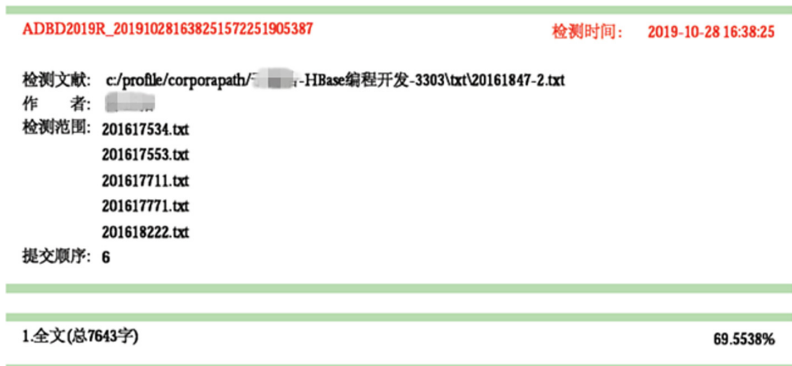 ADBD2019R_20191028163825157225190​5387 检测时间: 2019-10-28 16:38:25
检测文献: c:/profile/corporapath/ -HBase编程开发-3303\txt\20161847-2.txt
作 者:
检测范围: 201617534.txt
201617553.txt
201617711.txt
201617771.txt
201618222.txt
提交顺序: 6
1.全文(总7643字) 69.5538%